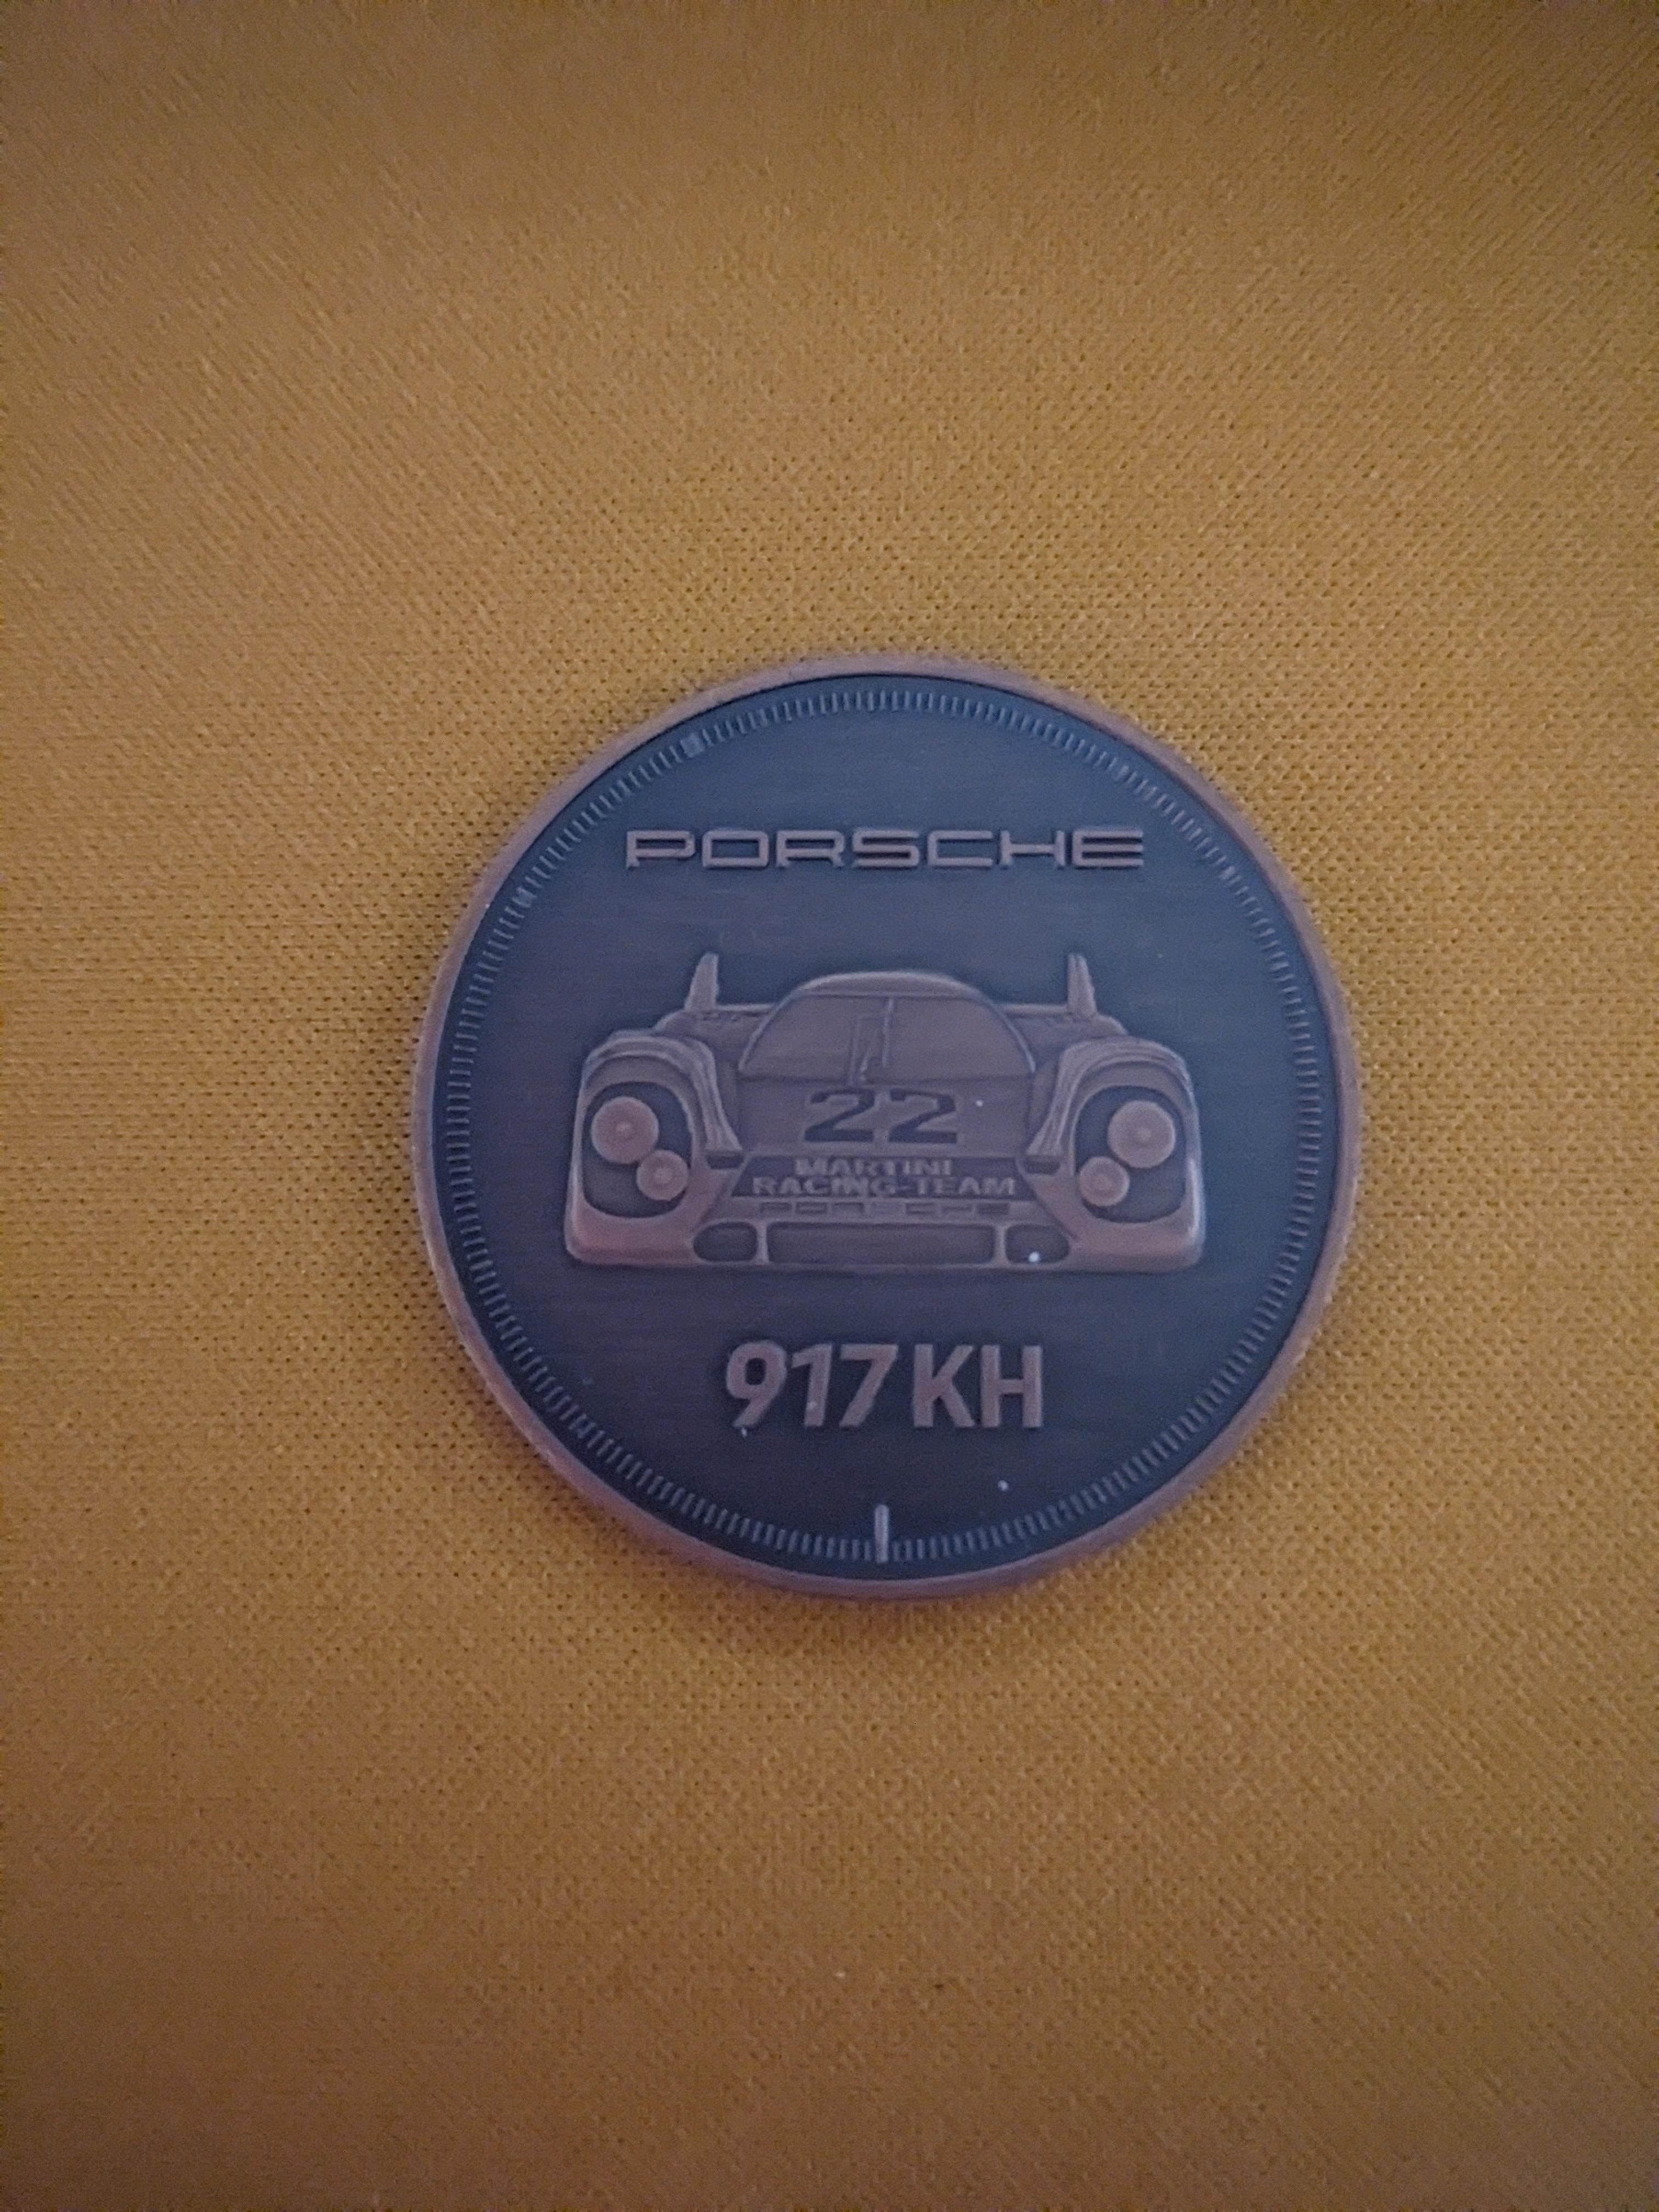 PORSCHE
22
MARTINI
RACING-TEAM
PORSCHE
917 KH